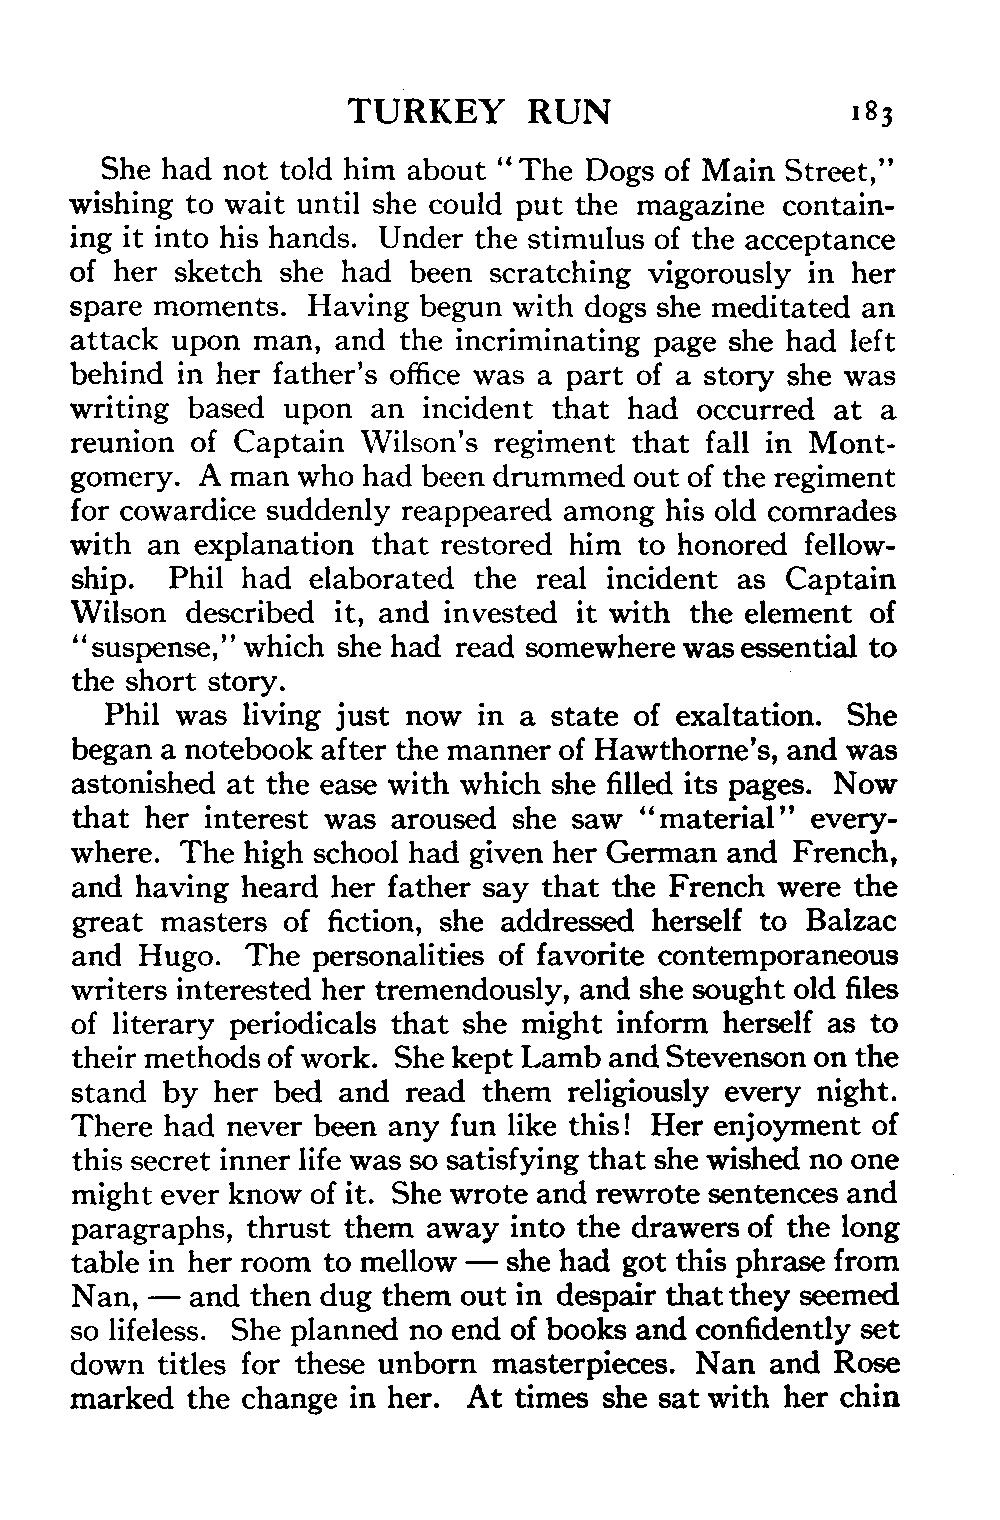 TURKEY RUN 183
She had not told him about "The Dogs of Main Street,"
wishing to wait until she could put the magazine contain-
ing it into his hands. Under the stimulus of the acceptance
of her sketch she had been scratching vigorously in her
spare moments. Having begun with dogs she meditated an
attack upon man, and the incriminating page she had left
behind in her father's office was a part of a story she was
writing based upon an incident that had occurred at a
reunion of Captain Wilson's regiment that fall in Mont-
gomery. A man who had been drummed out of the regiment
for cowardice suddenly reappeared among his old comrades
with an explanation that restored him to honored fellow-
ship. Phil had elaborated the real incident as Captain
Wilson described it, and invested it with the element of
"suspense," which she had read somewhere was essential to
the short story.
Phil was living just now in a state of exaltation. She
began a notebook after the manner of Hawthorne's, and was
astonished at the ease with which she filled its pages. Now
that her interest was aroused she saw "material" every-
where. The high school had given her German and French,
and having heard her father say that the French were the
great masters of fiction, she addressed herself to Balzac
and Hugo. The personalities of favorite contemporaneous
writers interested her tremendously, and she sought old files
of literary periodicals that she might inform herself as to
their methods of work. She kept Lamb and Stevenson on the
stand by her bed and read them religiously every night.
There had never been any fun like this! Her enjoyment of
this secret inner life was so satisfying that she wished no one
might ever know of it. She wrote and rewrote sentences and
paragraphs, thrust them away into the drawers of the long
table in her room to mellow — she had got this phrase from
Nan, — and then dug them out in despair that they seemed
so lifeless. She planned no end of books and confidently set
down titles for these unborn masterpieces. Nan and Rose
marked the change in her. At times she sat with her chin